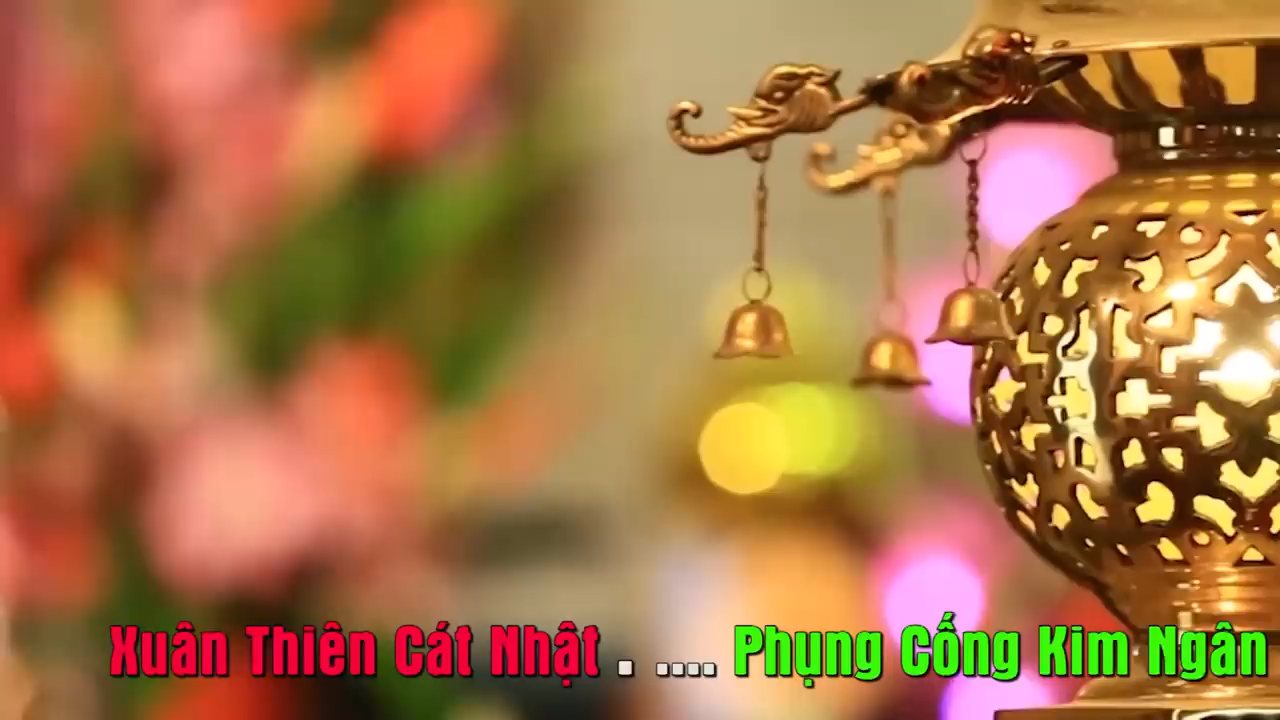 Xuân Thiên Cát Nhật . .... Phụng Cống Kim Ngân